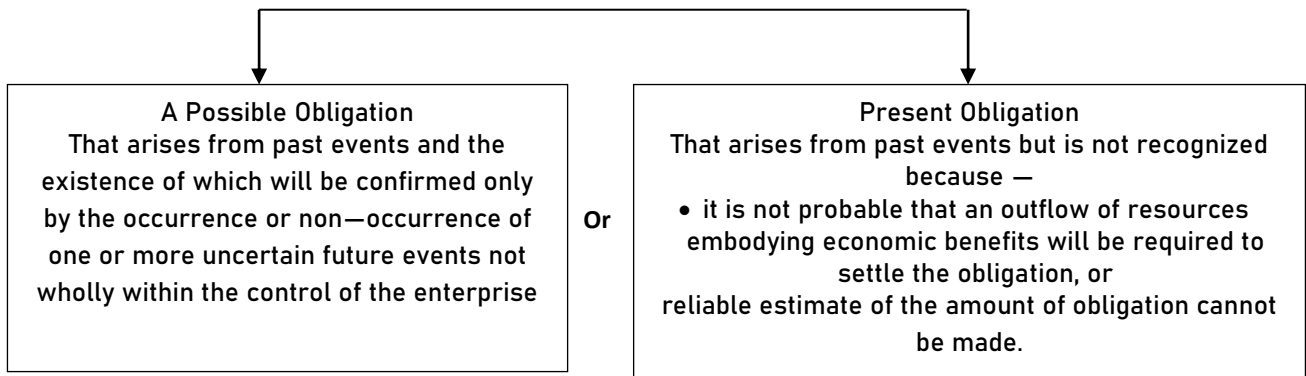 A Possible Obligation
That arises from past events and the
existence of which will be confirmed only
by the occurrence or non—occurrence of
one or more uncertain future events not
wholly within the control of the enterprise
Or
Present Obligation
That arises from past events but is not recognized
because —
• it is not probable that an outflow of resources
embodying economic benefits will be required to
settle the obligation, or
reliable estimate of the amount of obligation cannot
be made.